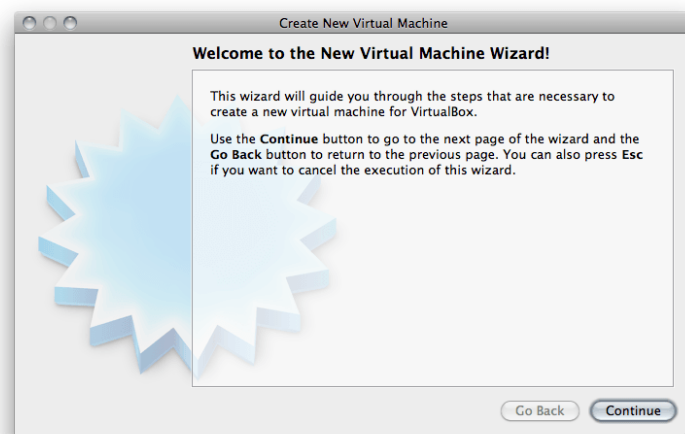 Create New Virtual Machine
Welcome to the New Virtual Machine Wizard!
This wizard will guide you through the steps that are necessary to
create a new virtual machine for VirtualBox.
Use the Continue button to go to the next page of the wizard and the
Go Back button to return to the previous page. You can also press Esc
if you want to cancel the execution of this wizard.
Go Back
Continue